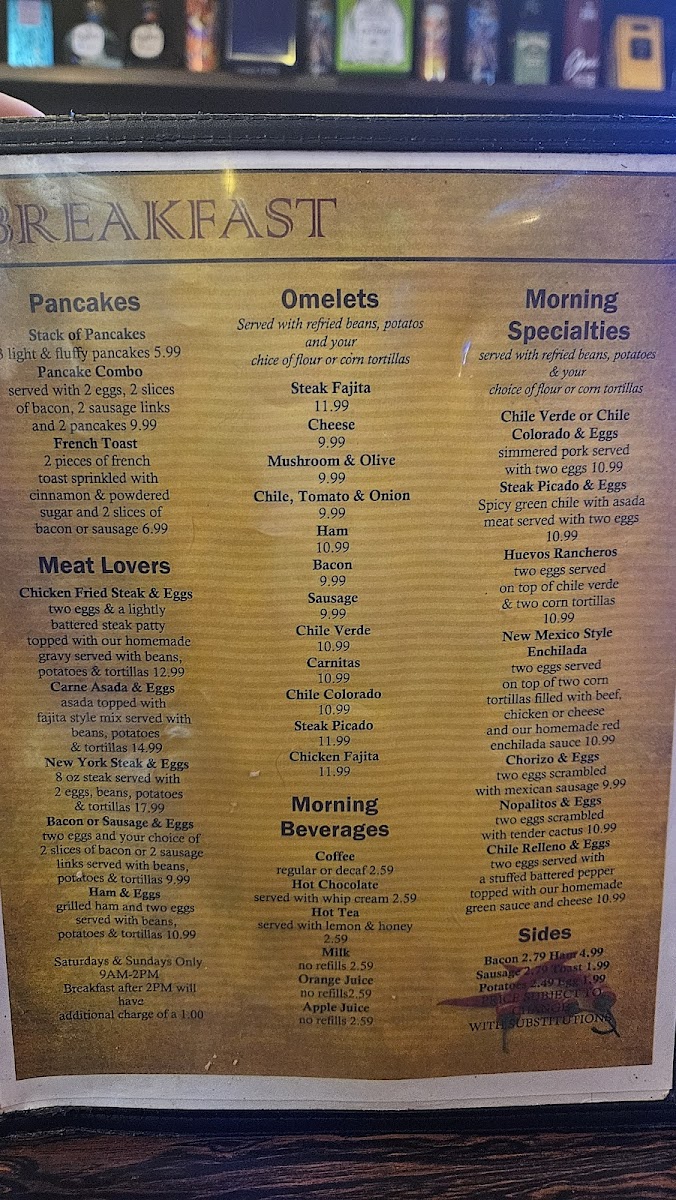 BREAKFAST
Pancakes
Stack of Pancakes
3 light & fluffy pancakes 5.99
Pancake Combo
served with 2 eggs, 2 slices
of bacon, 2 sausage links
and 2 pancakes 9.99
French Toast
2 pieces of french
toast sprinkled with
cinnamon & powdered
sugar and 2 slices of
bacon or sausage 6.99
Meat Lovers
Chicken Fried Steak & Eggs
two eggs & a lightly
battered steak patty
topped with our homemade
gravy served with beans,
potatoes & tortillas 12.99
Carne Asada & Eggs
asada topped with
fajita style mix served with
beans, potatoes
& tortillas 14.99
New York Steak & Eggs
8 oz steak served with
2 eggs, beans, potatoes
& tortillas 17.99
Bacon or Sausage & Eggs
two eggs and your choice of
2 slices of bacon or 2 sausage
links served with beans,
potatoes & tortillas 9.99
Ham & Eggs
grilled ham and two eggs
served with beans,
potatoes & tortillas 10.99
Saturdays & Sundays Only
9AM-2PM
Breakfast after 2PM will
have
additional charge of a 1.00
Omelets
Served with refried beans, potatos
and your
chice of flour or corn tortillas
Steak Fajita
11.99
Cheese
9.99
Mushroom & Olive
9.99
Chile, Tomato & Onion
9.99
Ham
10.99
Bacon
9.99
Sausage
9.99
Chile Verde
10.99
Carnitas
10.99
Chile Colorado
10.99
Steak Picado
11.99
Chicken Fajita
11.99
Morning
Beverages
Coffee
regular or decaf 2.59
Hot Chocolate
served with whip cream 2.59
Hot Tea
served with lemon & honey
2.59
Milk
no refills 2.59
Orange Juice
no refills2.59
Apple Juice
no refills 2.59
Morning
Specialties
served with refried beans, potatoes
& your
choice of flour or corn tortillas
Chile Verde or Chile
Colorado & Eggs
simmered pork served
with two eggs 10.99
Steak Picado & Eggs
Spicy green chile with asada
meat served with two eggs
10.99
Huevos Rancheros
two eggs served
on top of chile verde
& two corn tortillas
10.99
New Mexico Style
Enchilada
two eggs served
on top of two corn
tortillas filled with beef,
chicken or cheese
and our homemade red
enchilada sauce 10.99
Chorizo & Eggs
two eggs scrambled
with mexican sausage 9.99
Nopalitos & Eggs
two eggs scrambled
with tender cactus 10.99
Chile Relleno & Eggs
two eggs served with
a stuffed battered pepper
topped with our homemade
green sauce and cheese 10.99
Sides
Bacon 2.79 Ham 4.99
Sausage 2.79 Toast 1.99
Potatoes 2.49 Egg 1.99
PRICE SUBJECT TO
CHANGE
WITH SUBSTITUTIONS